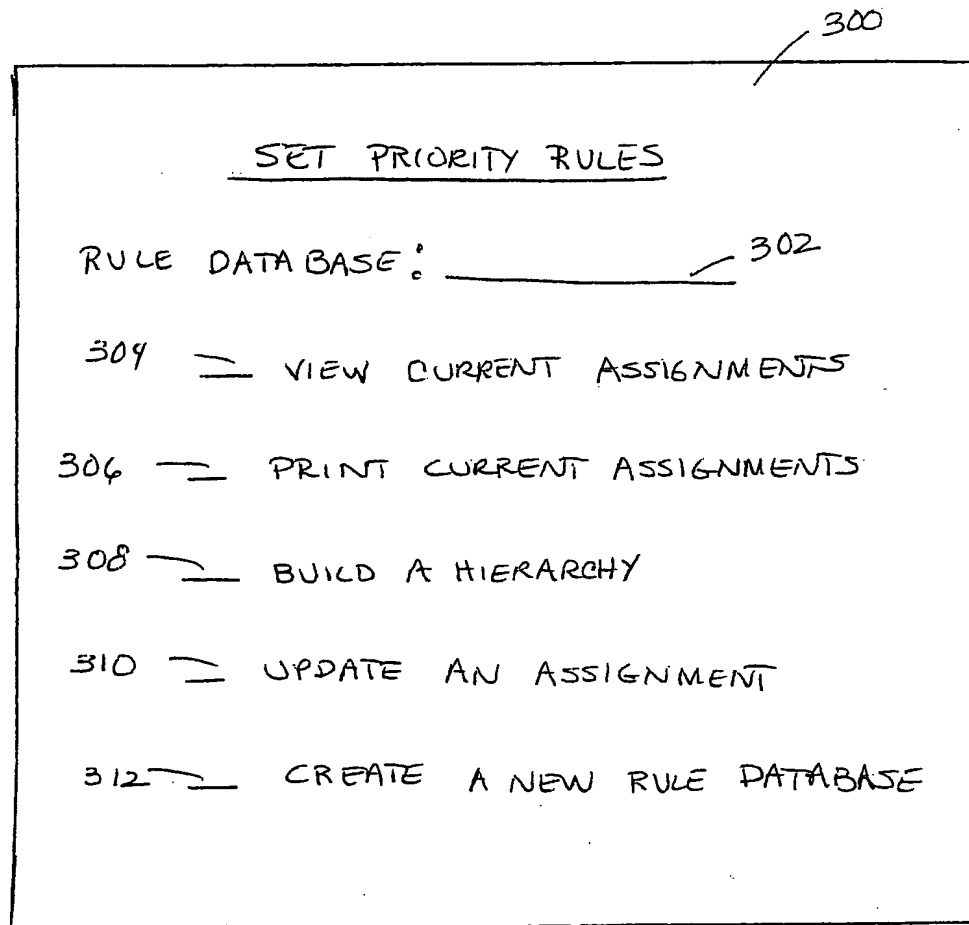 300
SET PRIORITY RULES
RULE DATABASE: 302
304 VIEW CURRENT ASSIGNMENTS
306 PRINT CURRENT ASSIGNMENTS
308 BUILD A HIERARCHY
310 UPDATE AN ASSIGNMENT
312 CREATE A NEW RULE DATABASE